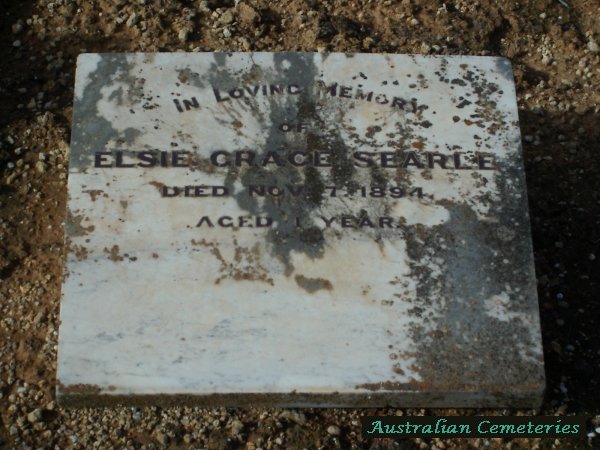 In Loving Memory
of
Elsie Grace Searle
Died Nov. 7. 1894.
Aged 1 Year.
Australian Cemeteries